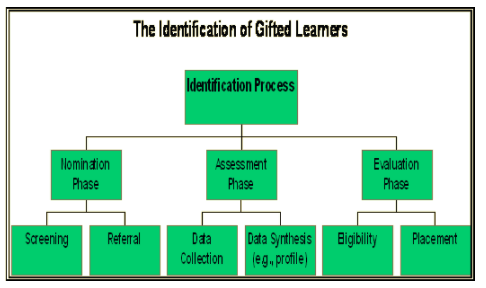 The Identification of Gifted Learners
Identification Process
Nomination
Phase
Assessment
Phase
Evaluation
Phase
Screening
Referral
Data
Collection
Data Synthesis
(e.g., profile)
Eligibility
Placement